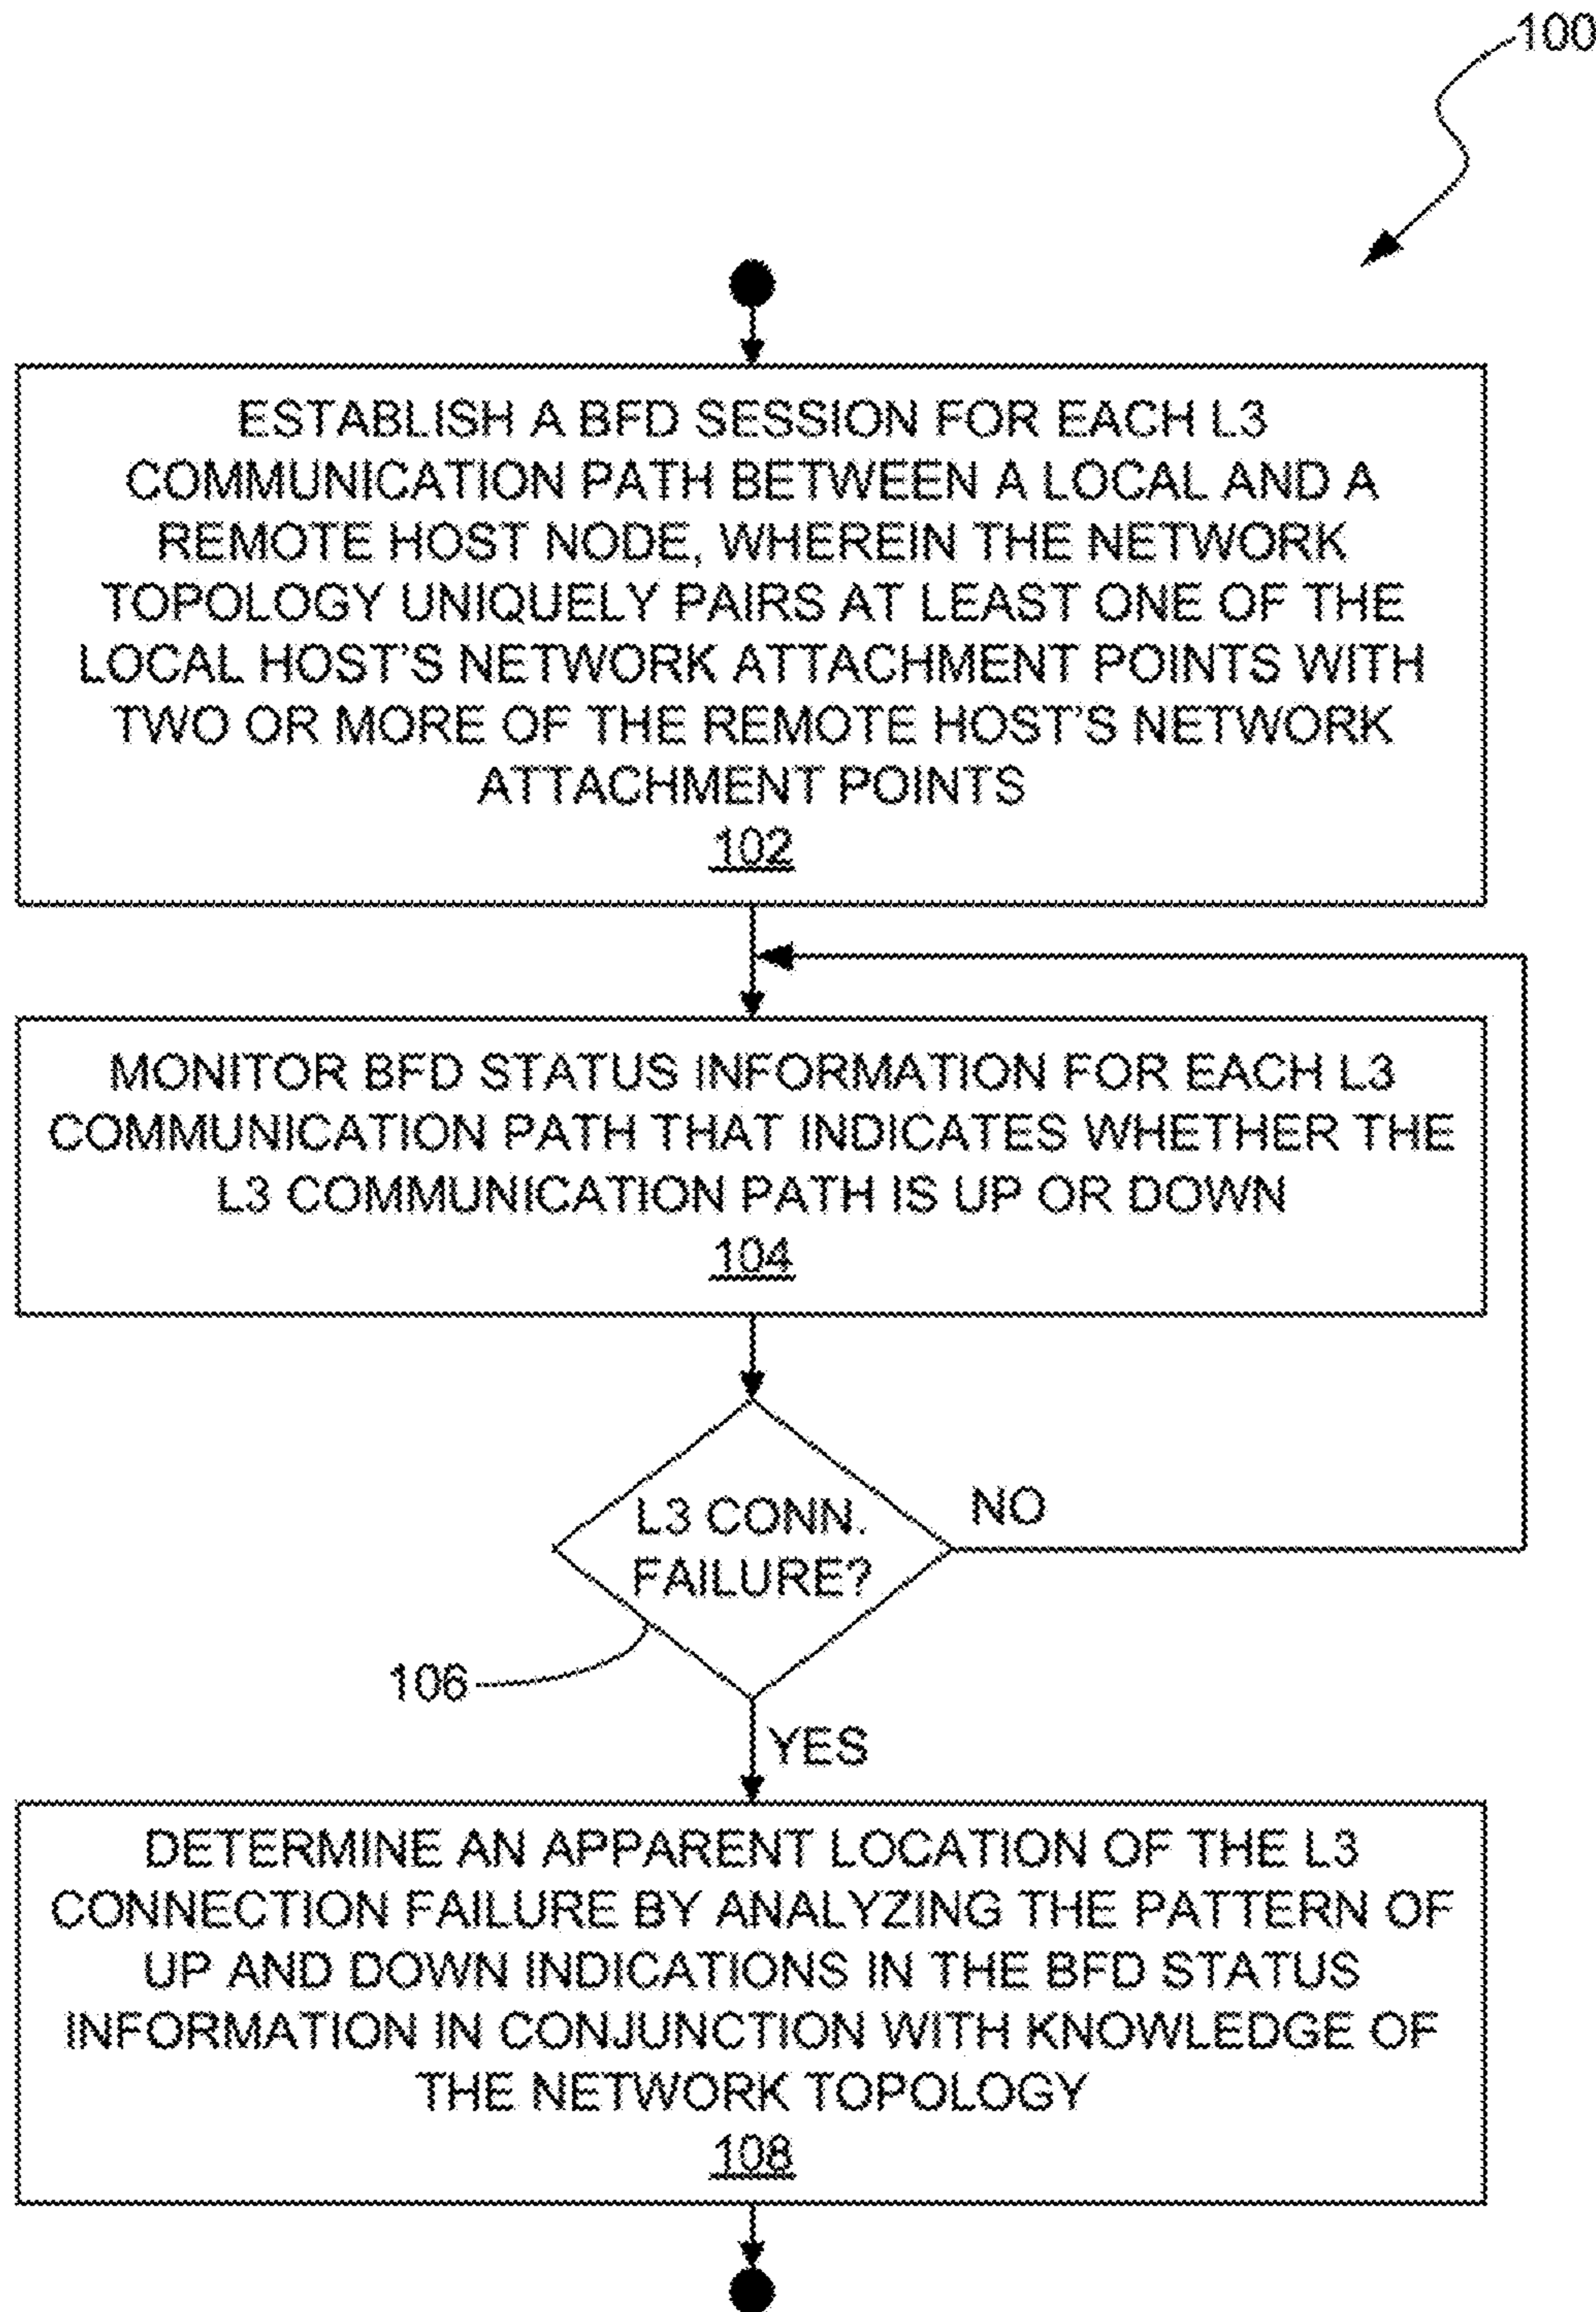 100
ESTABLISH A BFD SESSION FOR EACH L3
COMMUNICATION PATH BETWEEN A LOCAL AND A
REMOTE HOST NODE, WHEREIN THE NETWORK
TOPOLOGY UNIQUELY PAIRS AT LEAST ONE OF THE
LOCAL HOST'S NETWORK ATTACHMENT POINTS WITH
TWO OR MORE OF THE REMOTE HOST'S NETWORK
ATTACHMENT POINTS
102
MONITOR BFD STATUS INFORMATION FOR EACH L3
COMMUNICATION PATH THAT INDICATES WHETHER THE
L3 COMMUNICATION PATH IS UP OR DOWN
104
L3 CONN.
FAILURE?
NO
106
YES
DETERMINE AN APPARENT LOCATION OF THE L3
CONNECTION FAILURE BY ANALYZING THE PATTERN OF
UP AND DOWN INDICATIONS IN THE BFD STATUS
INFORMATION IN CONJUNCTION WITH KNOWLEDGE OF
THE NETWORK TOPOLOGY
108